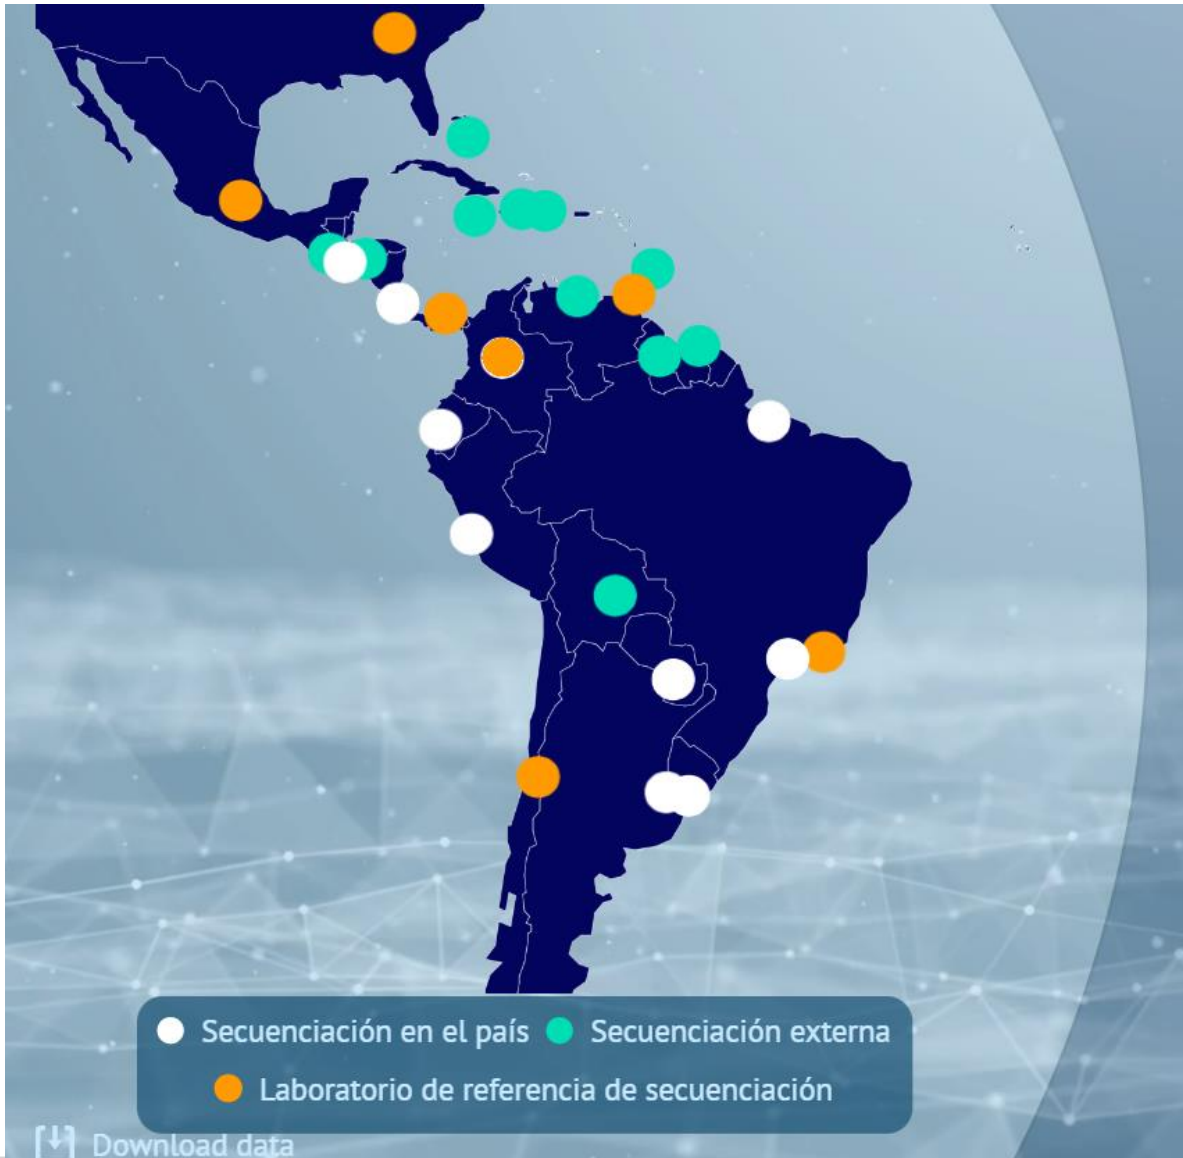 Secuenciación en el país Secuenciación externa
Laboratorio de referencia de secuenciación
Download data